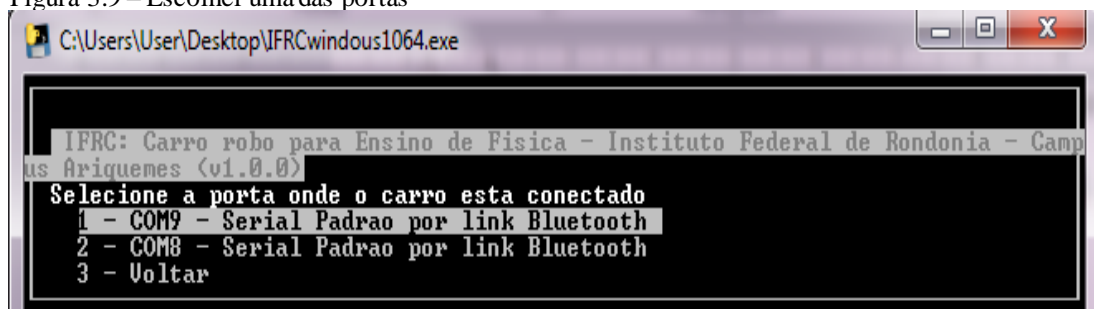 Figura 3.9 – Escolher uma das portas
C:\Users\User\Desktop\IFRCwindous1064.exe
IFRC: Carro robo para Ensino de Fisica - Instituto Federal de Rondonia - Camp
us Ariquemes (v1.0.0)
Selecione a porta onde o carro esta conectado
1 - COM9 - Serial Padrao por link Bluetooth
2 - COM8 - Serial Padrao por link Bluetooth
3 - Voltar